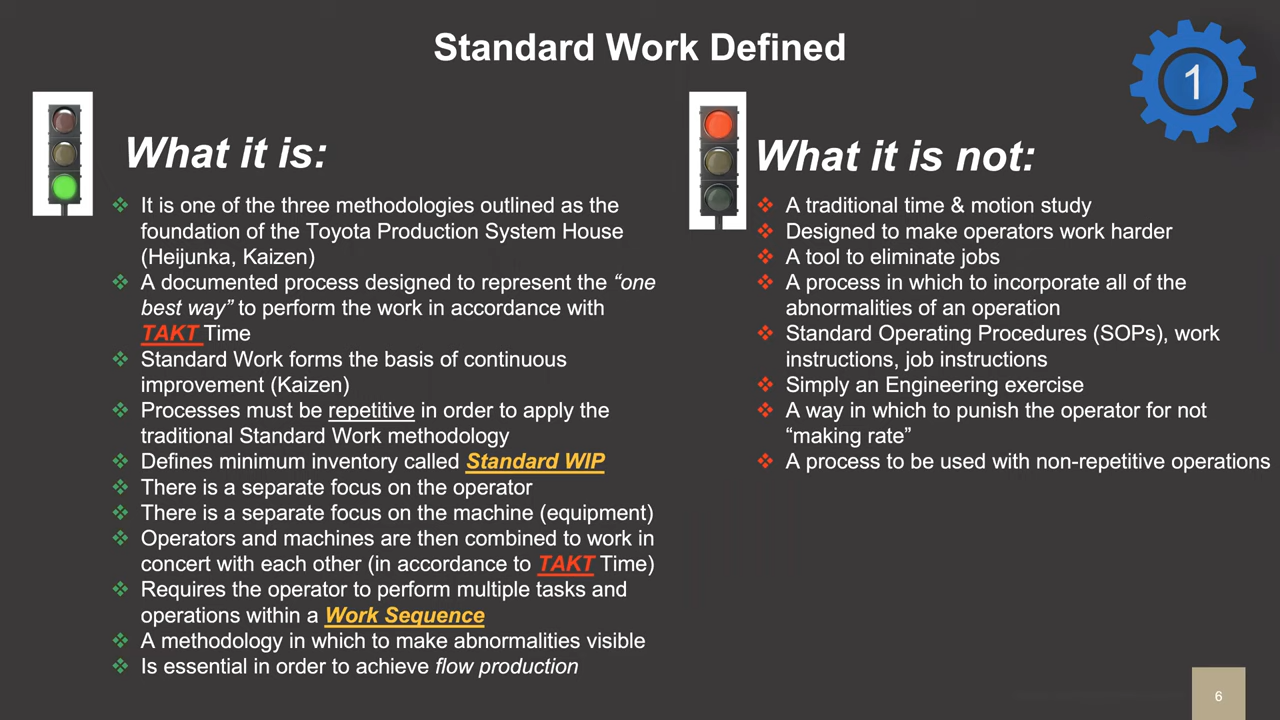 Standard Work Defined
1
What it is:
It is one of the three methodologies outlined as the
foundation of the Toyota Production System House
(Heijunka, Kaizen)
A documented process designed to represent the “one
best way” to perform the work in accordance with
TAKT Time
Standard Work forms the basis of continuous
improvement (Kaizen)
Processes must be repetitive in order to apply the
traditional Standard Work methodology
Defines minimum inventory called Standard WIP
There is a separate focus on the operator
There is a separate focus on the machine (equipment)
Operators and machines are then combined to work in
concert with each other (in accordance to TAKT Time)
Requires the operator to perform multiple tasks and
operations within a Work Sequence
A methodology in which to make abnormalities visible
Is essential in order to achieve flow production
What it is not:
A traditional time & motion study
Designed to make operators work harder
A tool to eliminate jobs
A process in which to incorporate all of the
abnormalities of an operation
Standard Operating Procedures (SOPs), work
instructions, job instructions
Simply an Engineering exercise
A way in which to punish the operator for not
“making rate”
A process to be used with non-repetitive operations
6